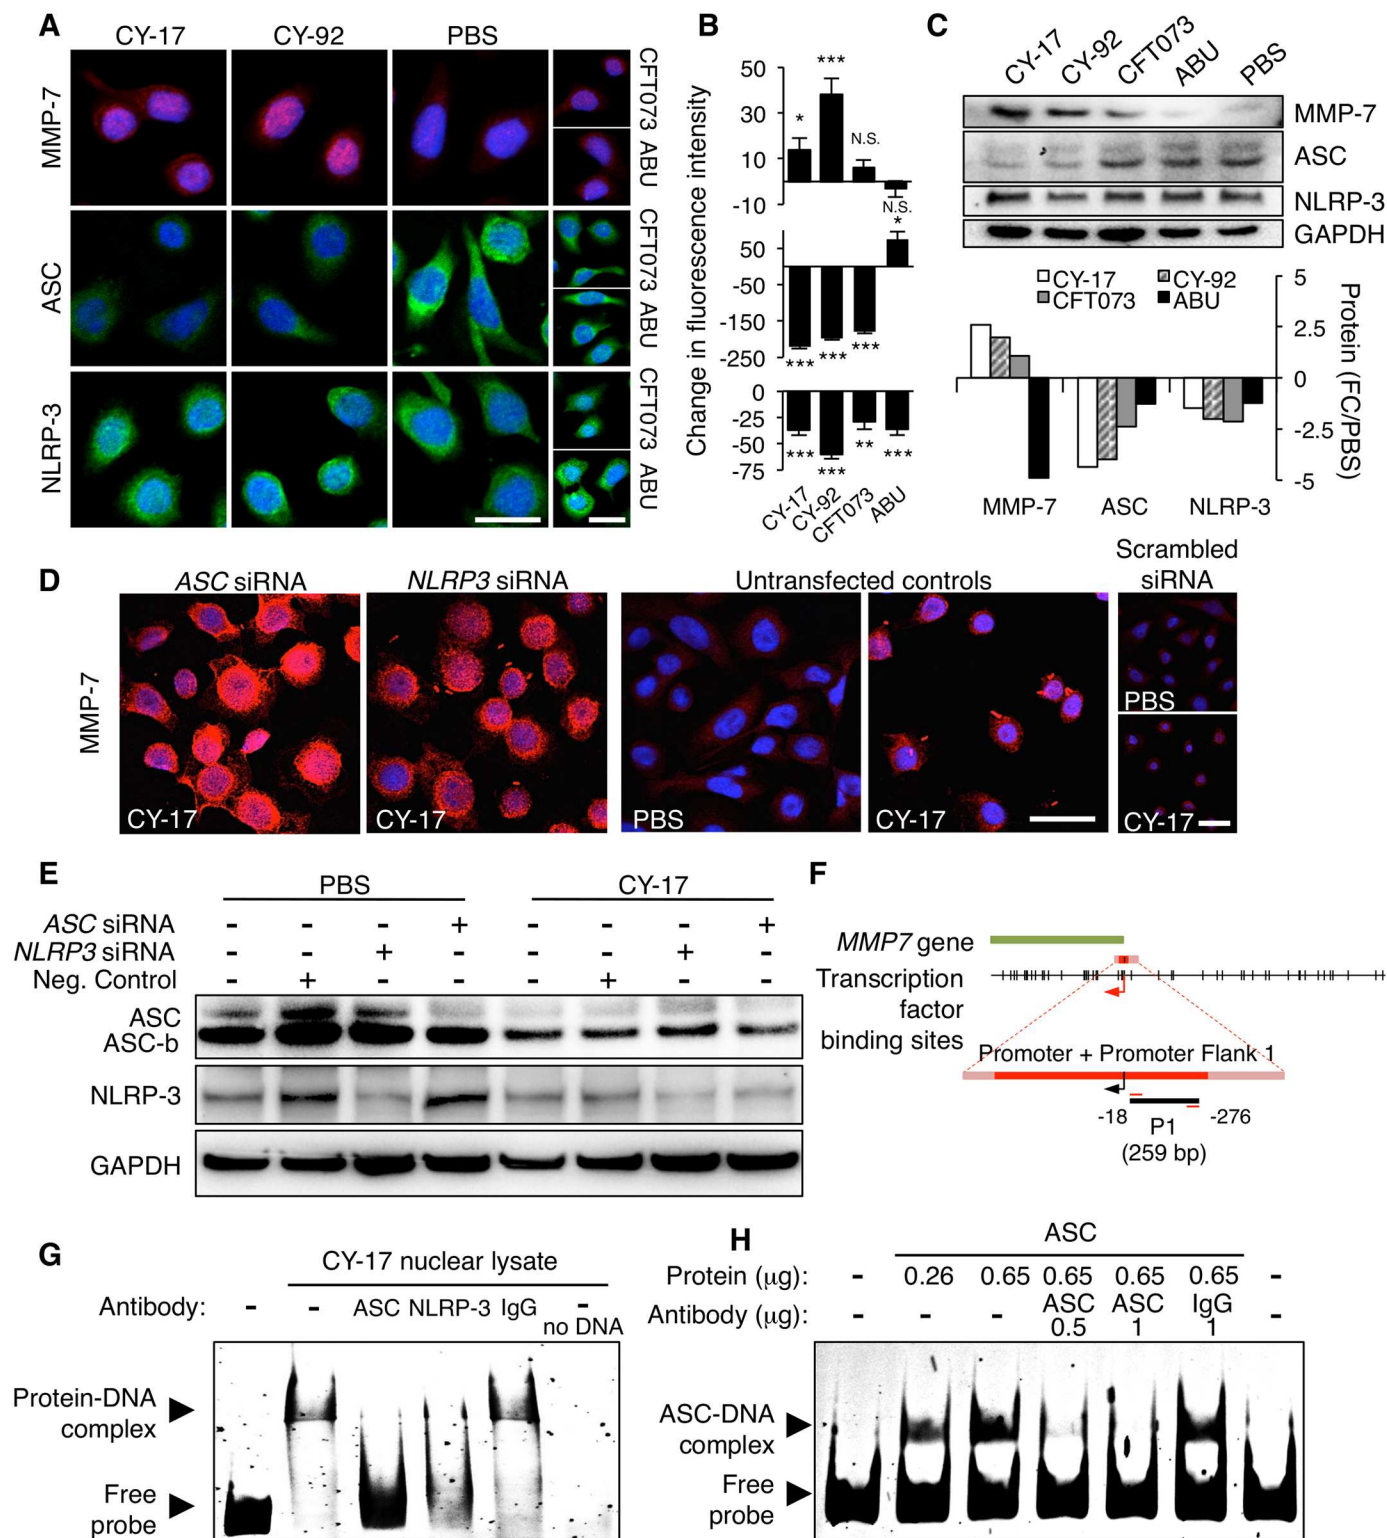 A
CY-17 CY-92 PBS
MMP-7
ASC
NLRP-3
CFT073 ABU
CFT073 ABU
CFT073 ABU
B
Change in fluorescence intensity
50
30
10
-10
* *** N.S. N.S.
50
-50
-150
-250
*** *** *** *
0
-25
-50
-75
*** *** ** ***
CY-17 CY-92 CFT073 ABU
C
CY-17 CY-92 CFT073 ABU PBS
MMP-7
ASC
NLRP-3
GAPDH
CY-17 CY-92
CFT073 ABU
5
2.5
0
-2.5
-5
Protein (FC/PBS)
MMP-7 ASC NLRP-3
D
ASC siRNA NLRP3 siRNA Untransfected controls Scrambled
siRNA
MMP-7
CY-17 CY-17 PBS CY-17
PBS
CY-17
E
PBS CY-17
ASC siRNA - - - + - - - +
NLRP3 siRNA - - + - - - + -
Neg. Control - + - - - + - -
ASC
ASC-b
NLRP-3
GAPDH
F
MMP7 gene
Transcription
factor
binding sites
Promoter + Promoter Flank 1
-18 -276
P1
(259 bp)
G
CY-17 nuclear lysate
Antibody: - - ASC NLRP-3 IgG -
no DNA
Protein-DNA
complex
Free
probe
H
ASC
Protein (µg): - 0.26 0.65 0.65 0.65 0.65 -
Antibody (µg): - - - ASC ASC IgG -
0.5 1 1
ASC-DNA
complex
Free
probe